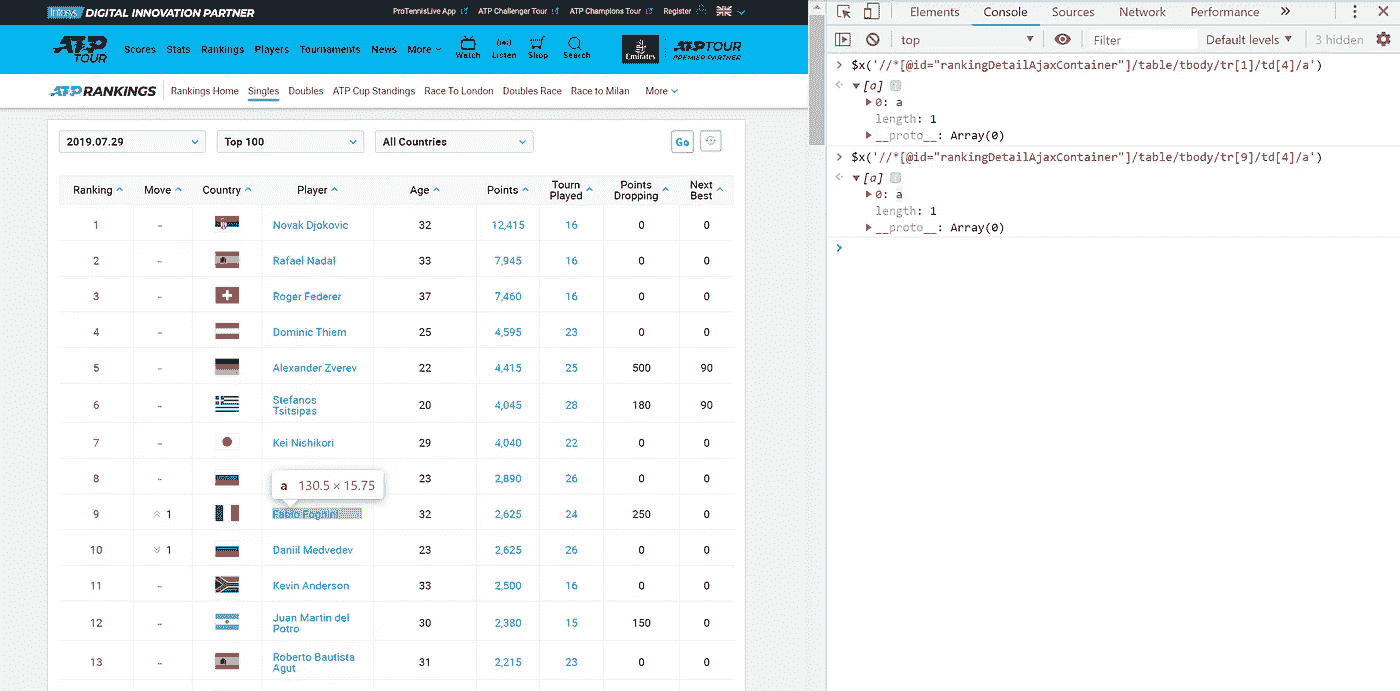 Infosys DIGITAL INNOVATION PARTNER
ProTennisLive App ATP Challenger Tour ATP Champions Tour Register
ATP TOUR Scores Stats Rankings Players Tournaments News More Watch Listen Shop Search Emirates ATP TOUR PREMIER PARTNER
ATP RANKINGS Rankings Home Singles Doubles ATP Cup Standings Race To London Doubles Race Race to Milan More
2019.07.29 Top 100 All Countries Go
Ranking Move Country Player Age Points Tourn Played Points Dropping Next Best
1 - Novak Djokovic 32 12,415 16 0 0
2 - Rafael Nadal 33 7,945 16 0 0
3 - Roger Federer 37 7,460 16 0 0
4 - Dominic Thiem 25 4,595 23 0 0
5 - Alexander Zverev 22 4,415 25 500 90
6 - Stefanos Tsitsipas 20 4,045 28 180 90
7 - Kei Nishikori 29 4,040 22 0 0
8 - 23 2,890 26 0 0
a 130.5 × 15.75
9 1 Fabio Fognini 32 2,625 24 250 0
10 1 Daniil Medvedev 23 2,625 26 0 0
11 - Kevin Anderson 33 2,500 16 0 0
12 - Juan Martin del Potro 30 2,380 15 150 0
13 - Roberto Bautista Agut 31 2,215 23 0 0
Elements Console Sources Network Performance »
top Filter Default levels 3 hidden
> $x('//*[@id="rankingDetailAjaxContainer"]/table/tbody/tr[1]/td[4]/a')
[a] i
0: a
length: 1
__proto__: Array(0)
> $x('//*[@id="rankingDetailAjaxContainer"]/table/tbody/tr[9]/td[4]/a')
[a] i
0: a
length: 1
__proto__: Array(0)
>